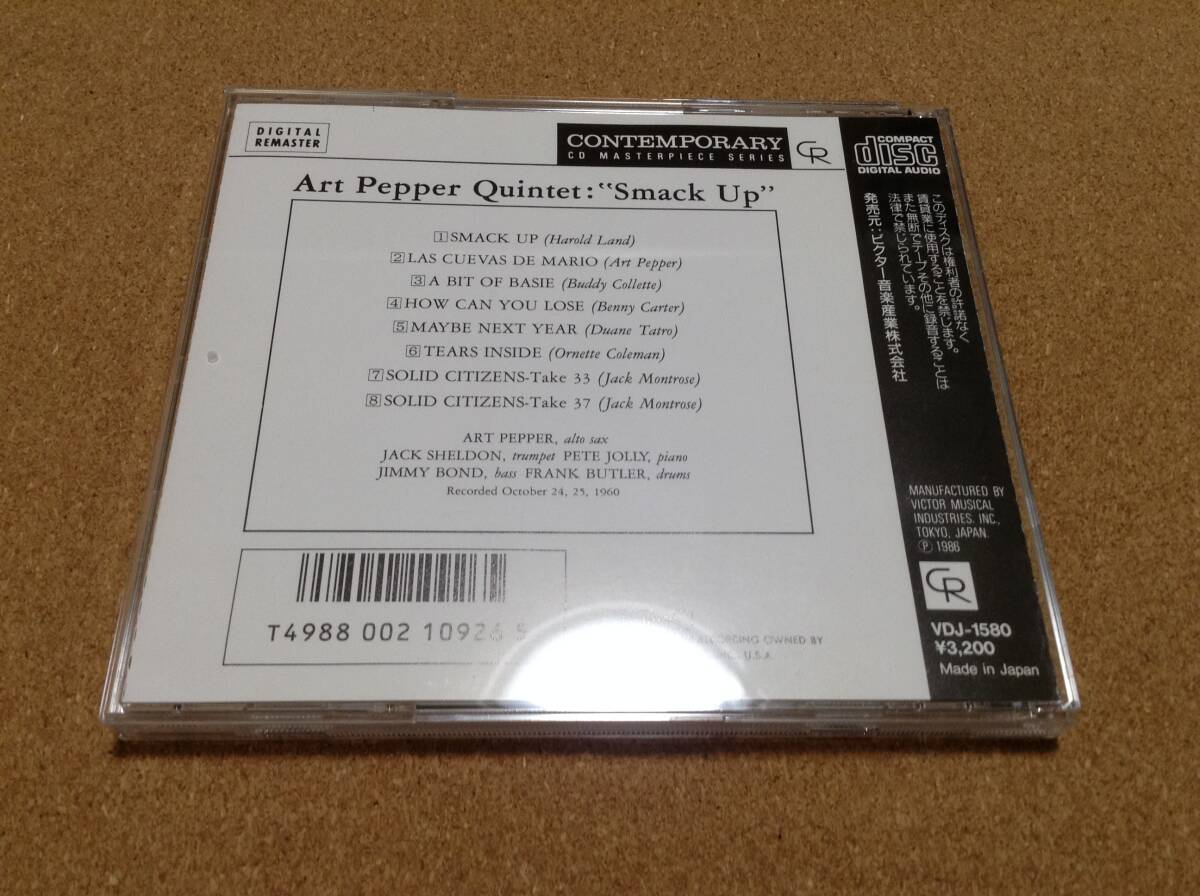 DIGITAL
REMASTER
CONTEMPORARY
CD MASTERPIECE SERIES
CR
Art Pepper Quintet: "Smack Up"
1 SMACK UP (Harold Land)
2 LAS CUEVAS DE MARIO (Art Pepper)
3 A BIT OF BASIE (Buddy Collette)
4 HOW CAN YOU LOSE (Benny Carter)
5 MAYBE NEXT YEAR (Duane Tatro)
6 TEARS INSIDE (Ornette Coleman)
7 SOLID CITIZENS-Take 33 (Jack Montrose)
8 SOLID CITIZENS-Take 37 (Jack Montrose)
ART PEPPER, alto sax
JACK SHELDON, trumpet PETE JOLLY, piano
JIMMY BOND, bass FRANK BUTLER, drums
Recorded October 24, 25, 1960
T4988 002 10926 5
RECORDING OWNED BY
U.S.A.
COMPACT
disc
DIGITAL AUDIO
このディスクは権利者の許諾なく
賃貸業に使用することを禁じます。
また無断でテープその他に録音することは
法律で禁じられています。
発売元:ビクター音楽産業株式会社
MANUFACTURED BY
VICTOR MUSICAL
INDUSTRIES. INC.,
TOKYO, JAPAN.
Ⓟ 1986
CR
VDJ-1580
¥3,200
Made in Japan